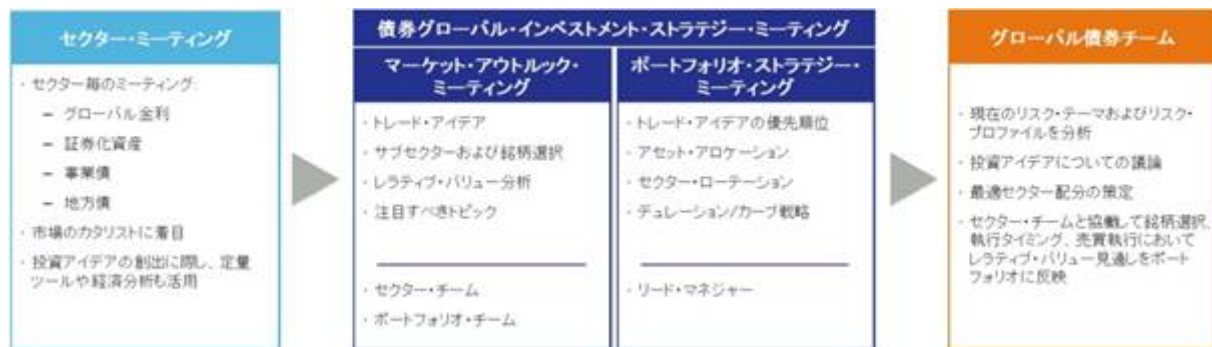 セクター・ミーティング
・セクター毎のミーティング:
－ グローバル金利
－ 証券化資産
－ 事業債
－ 地方債
・市場のカタリストに着目
・投資アイデアの創出に際し、定量
ツールや経済分析も活用
債券グローバル・インベストメント・ストラテジー・ミーティング
マーケット・アウトルック・
ミーティング
・トレード・アイデア
・サブセクターおよび銘柄選択
・レラティブ・バリュー分析
・注目すべきトピック
・セクター・チーム
・ポートフォリオ・チーム
ポートフォリオ・ストラテジー・
ミーティング
・トレード・アイデアの優先順位
・アセット・アロケーション
・セクター・ローテーション
・デュレーション/カーブ戦略
・リード・マネジャー
グローバル債券チーム
・現在のリスク・テーマおよびリスク・
プロファイルを分析
・投資アイデアについての議論
・最適セクター配分の策定
・セクター・チームと協働して銘柄選択、
執行タイミング、売買執行において
レラティブ・バリュー見通しをポート
フォリオに反映